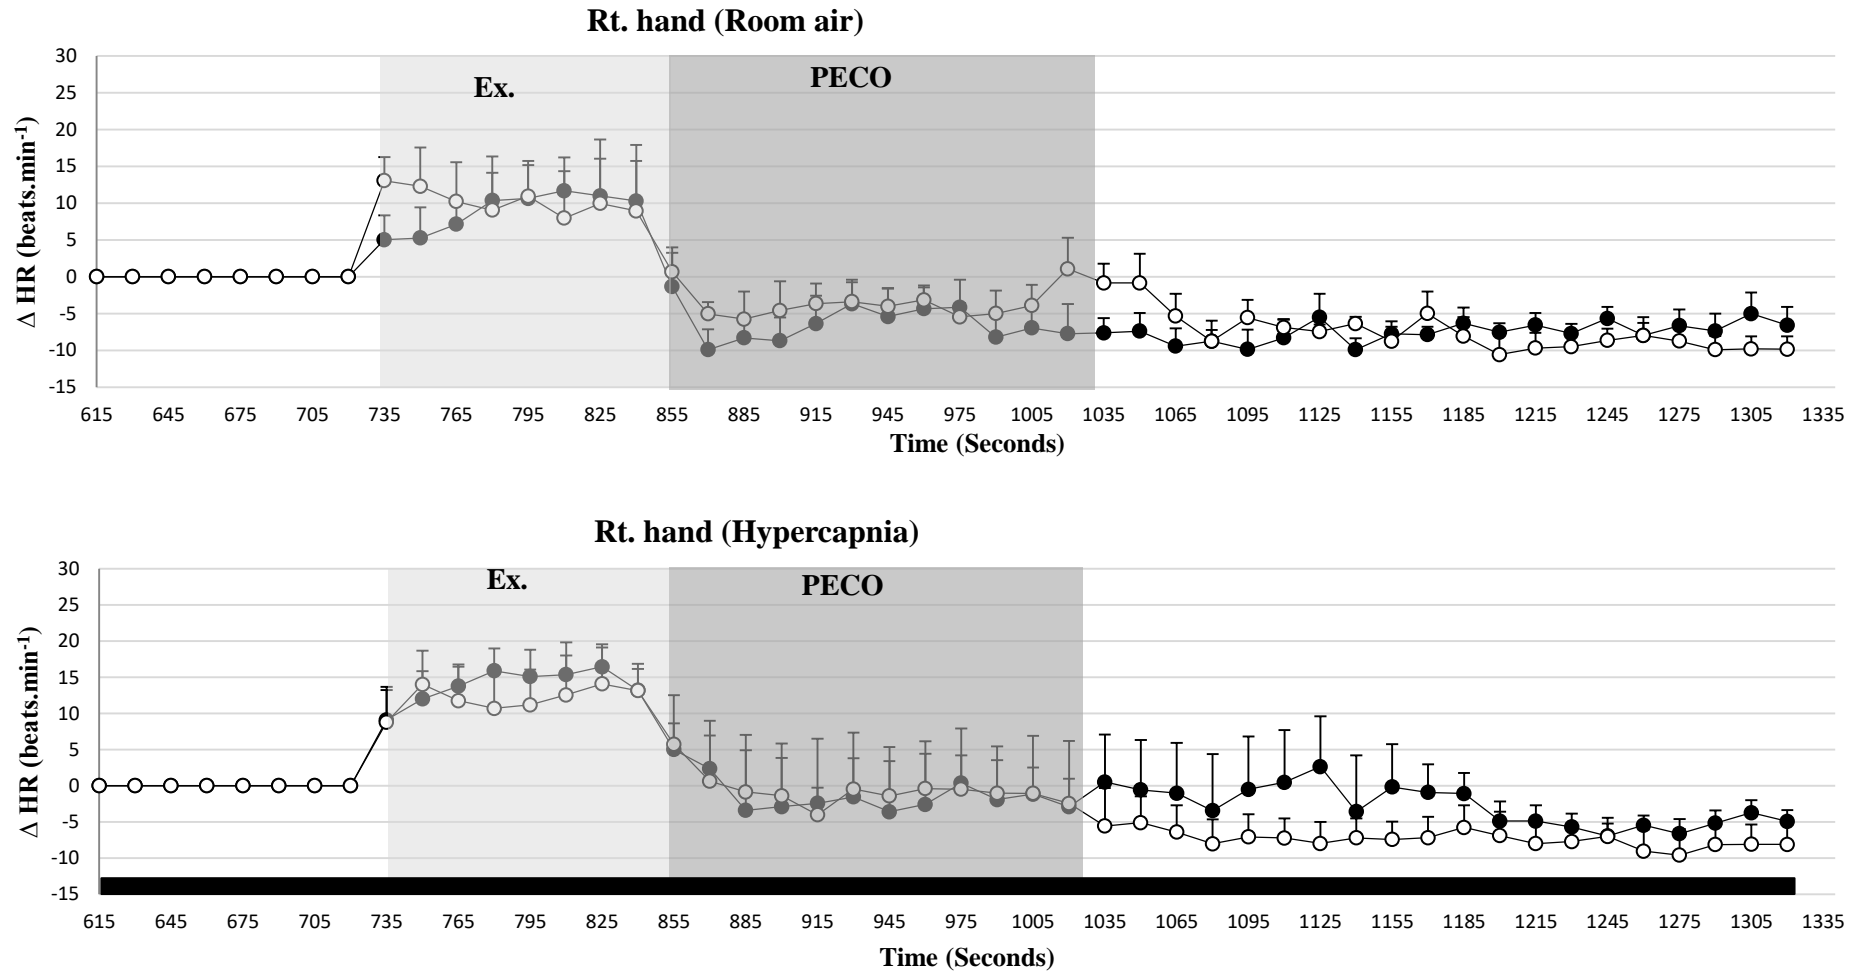 Rt. hand (Room air)
30
25
20
15
10
5
0
-5
-10
-15
Δ HR (beats.min-1)
Ex.
PECO
615 645 675 705 735 765 795 825 855 885 915 945 975 1005 1035 1065 1095 1125 1155 1185 1215 1245 1275 1305 1335
Time (Seconds)
Rt. hand (Hypercapnia)
30
25
20
15
10
5
0
-5
-10
-15
Δ HR (beats.min-1)
Ex.
PECO
615 645 675 705 735 765 795 825 855 885 915 945 975 1005 1035 1065 1095 1125 1155 1185 1215 1245 1275 1305 1335
Time (Seconds)